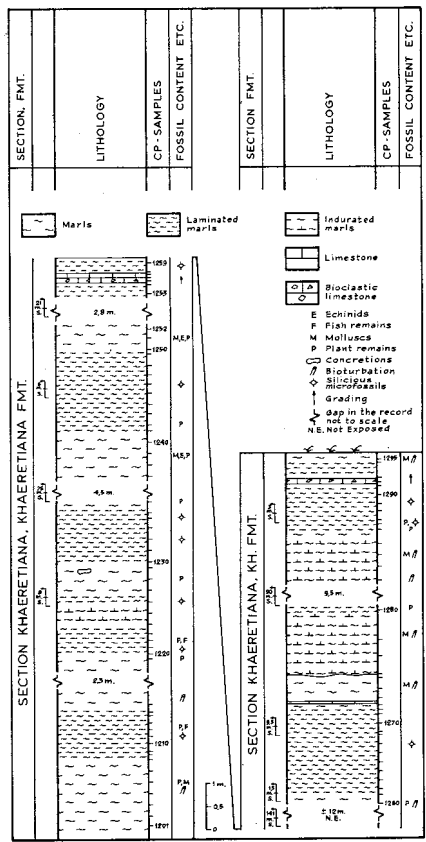 SECTION, FMT.
LITHOLOGY
CP-SAMPLES
FOSSIL CONTENT ETC.
SECTION, FMT.
LITHOLOGY
CP-SAMPLES
FOSSIL CONTENT ETC.
Marls
Laminated marls
Indurated marls
Limestone
Bioclastic limestone
E Echinids
F Fish remains
M Molluscs
P Plant remains
Concretions
Bioturbation
Silicious microfossils
Grading
Gap in the record not to scale
N.E. Not Exposed
SECTION KHAERETIANA, KHAERETIANA FMT.
1259
1255
2,8 m.
1252
M,E,P
1250
P
1240
M,E,P
4,5 m.
P
1230
P
P,F
1220
P
2,5 m.
1210
P,F
P,M
1201
1 m.
0,5
0
SECTION KHAERETIANA, KH. FMT.
1295
M
1290
P,
P
M
9,5 m.
1280
P
M
M
1270
1260
P
± 12m.
N.E.